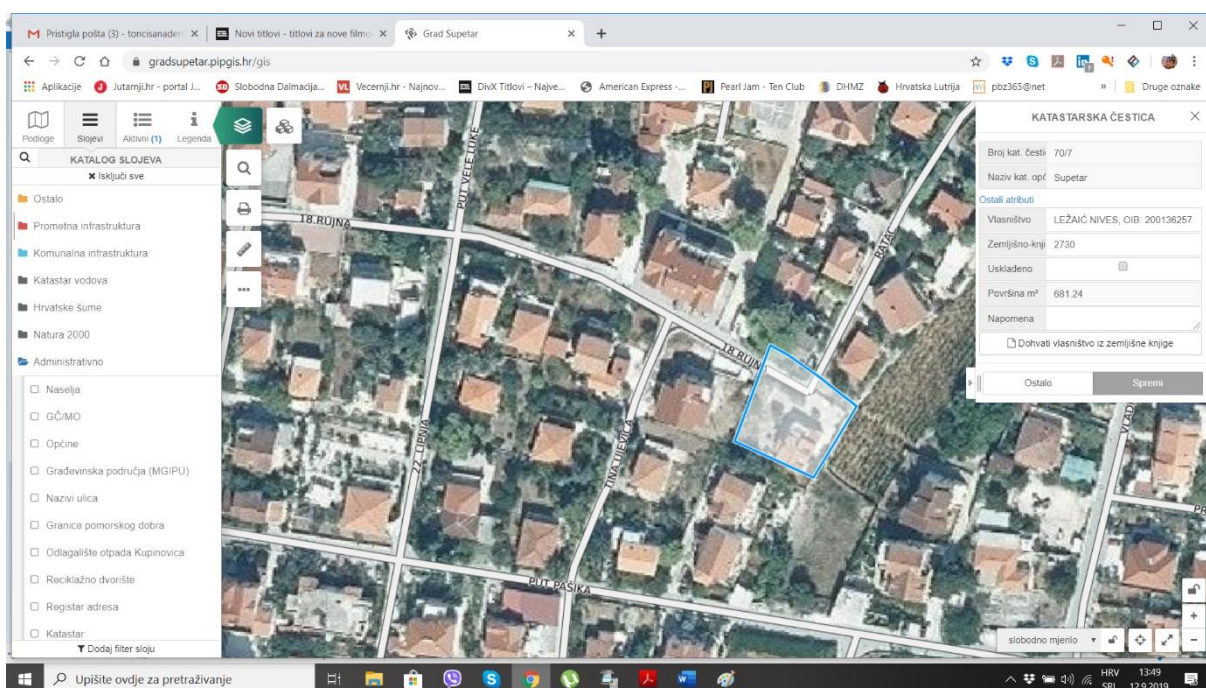 Pristigla pošta (3) - toncisanader
Novi titlovi - titlovi za nove filmo
Grad Supetar
gradsupetar.pipgis.hr/gis
Aplikacije
Jutarnji.hr - portal J...
Slobodna Dalmacija...
Vecernji.hr - Najnov...
DivX Titlovi – Najve...
American Express -...
Pearl Jam - Ten Club
DHMZ
Hrvatska Lutrija
pbz365@net
»
Druge oznake
Podloge
Slojevi
Aktivni (1)
Legenda
KATALOG SLOJEVA
Isključi sve
Ostalo
Prometna infrastruktura
Komunalna infrastruktura
Katastar vodova
Hrvatske šume
Natura 2000
Administrativno
Naselja
GČ/MO
Općine
Građevinska područja (MGIPU)
Nazivi ulica
Granice pomorskog dobra
Odlagalište otpada Kupinovica
Reciklažno dvorište
Registar adresa
Katastar
Dodaj filter sloju
PUT VELE LUKE
18.RUJNA
RATAC
18.RUJN
22. LIPNJA
TINA UJEVIĆA
PUT PAŠIKA
VLAD
PR
KATASTARSKA ČESTICA
Broj kat. česti 70/7
Naziv kat. opć Supetar
Ostali atributi
Vlasništvo LEŽAIĆ NIVES, OIB: 200136257
Zemljišno-knji 2730
Usklađeno
Površina m² 681.24
Napomena
Dohvati vlasništvo iz zemljišne knjige
Ostalo
Spremi
slobodno mjerilo
Upišite ovdje za pretraživanje
HRV
SRI
13:49
12.9.2019